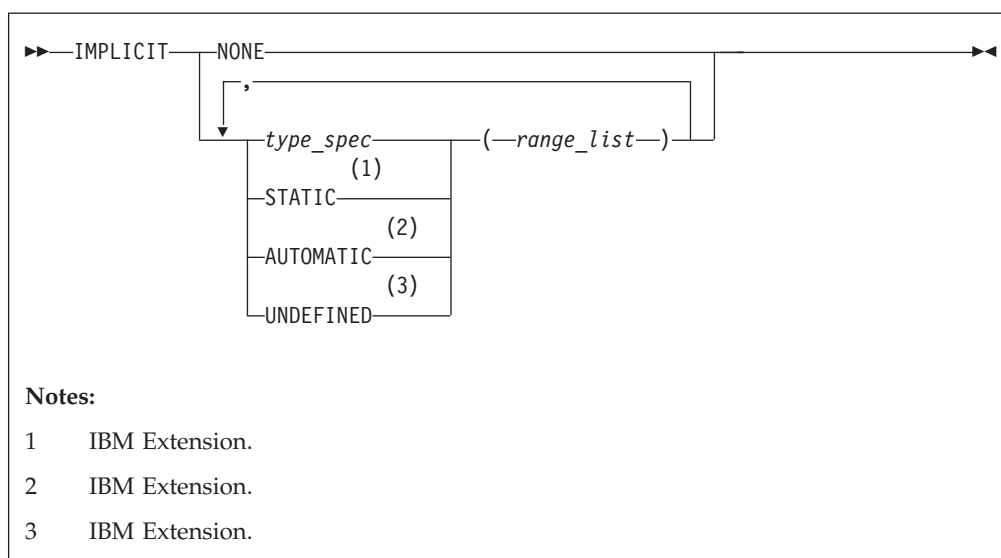 IMPLICIT NONE
,
type_spec ( range_list )
(1)
STATIC
(2)
AUTOMATIC
(3)
UNDEFINED
Notes:
1 IBM Extension.
2 IBM Extension.
3 IBM Extension.